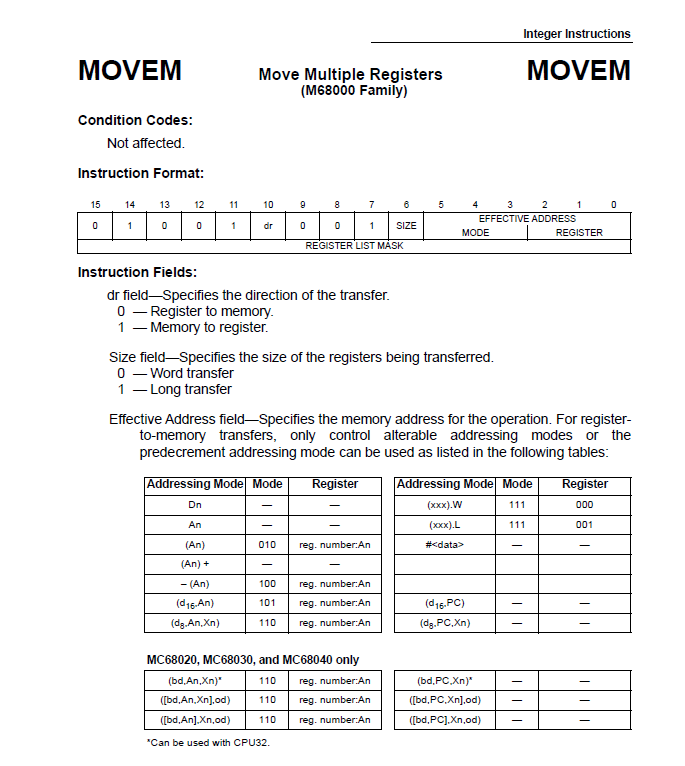 Integer Instructions
MOVEM Move Multiple Registers MOVEM
(M68000 Family)
Condition Codes:
Not affected.
Instruction Format:
15 14 13 12 11 10 9 8 7 6 5 4 3 2 1 0
0 1 0 0 1 dr 0 0 1 SIZE EFFECTIVE ADDRESS
MODE REGISTER
REGISTER LIST MASK
Instruction Fields:
dr field—Specifies the direction of the transfer.
0 — Register to memory.
1 — Memory to register.
Size field—Specifies the size of the registers being transferred.
0 — Word transfer
1 — Long transfer
Effective Address field—Specifies the memory address for the operation. For register-
to-memory transfers, only control alterable addressing modes or the
predecrement addressing mode can be used as listed in the following tables:
Addressing Mode Mode Register Addressing Mode Mode Register
Dn — — (xxx).W 111 000
An — — (xxx).L 111 001
(An) 010 reg. number:An #<data> — —
(An) + — —
– (An) 100 reg. number:An
(d16,An) 101 reg. number:An (d16,PC) — —
(d8,An,Xn) 110 reg. number:An (d8,PC,Xn) — —
MC68020, MC68030, and MC68040 only
(bd,An,Xn)* 110 reg. number:An (bd,PC,Xn)* — —
([bd,An,Xn],od) 110 reg. number:An ([bd,PC,Xn],od) — —
([bd,An],Xn,od) 110 reg. number:An ([bd,PC],Xn,od) — —
*Can be used with CPU32.